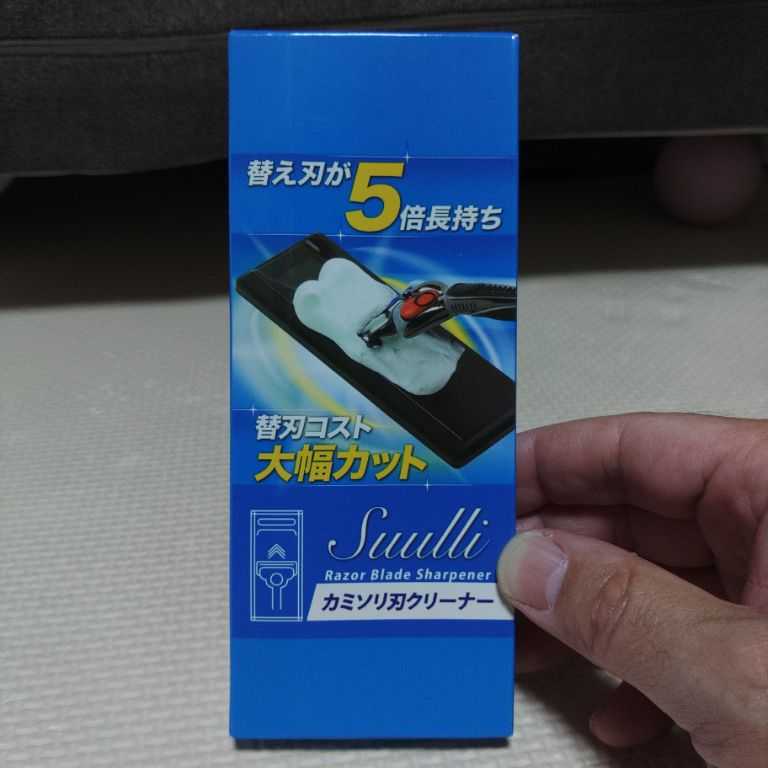 替え刃が5倍長持ち
替刃コスト
大幅カット
Suulli
Razor Blade Sharpener
カミソリ刃クリーナー